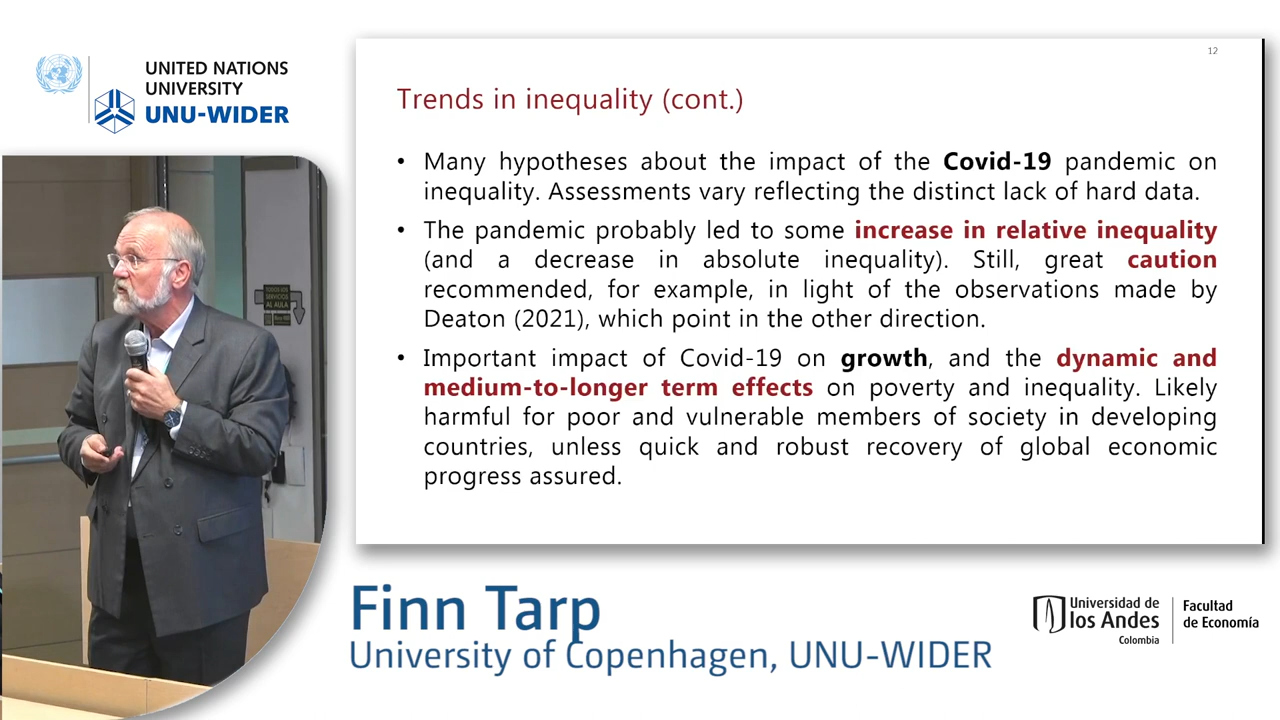 UNITED NATIONS
UNIVERSITY
UNU-WIDER
12
Trends in inequality (cont.)
• Many hypotheses about the impact of the Covid-19 pandemic on
inequality. Assessments vary reflecting the distinct lack of hard data.
• The pandemic probably led to some increase in relative inequality
(and a decrease in absolute inequality). Still, great caution
recommended, for example, in light of the observations made by
Deaton (2021), which point in the other direction.
• Important impact of Covid-19 on growth, and the dynamic and
medium-to-longer term effects on poverty and inequality. Likely
harmful for poor and vulnerable members of society in developing
countries, unless quick and robust recovery of global economic
progress assured.
SERVICIOS
AL AULA
Finn Tarp
University of Copenhagen, UNU-WIDER
Universidad de
los Andes
Colombia
Facultad
de Economía